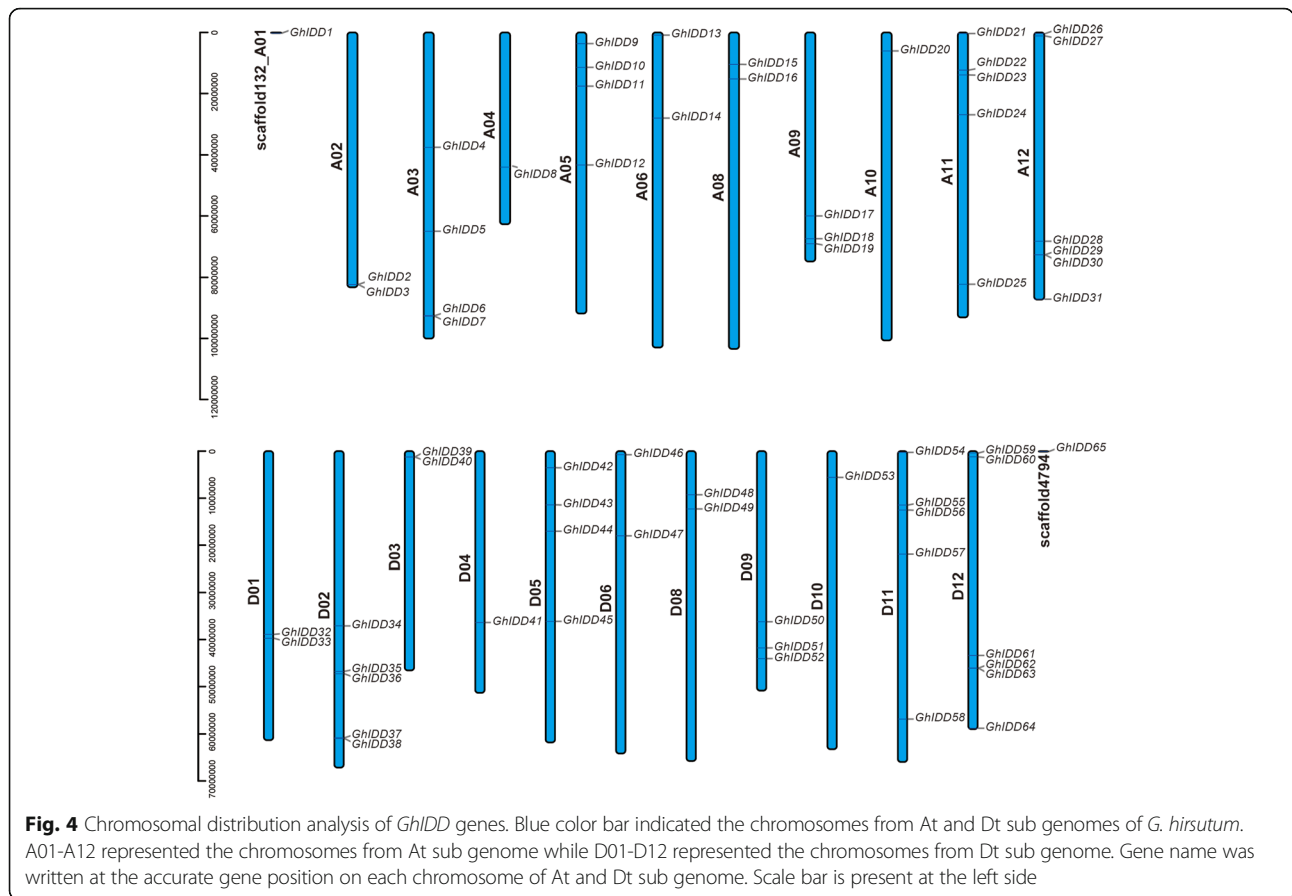 0
20000000
40000000
60000000
80000000
100000000
120000000
scaffold132_A01
GhIDD1
A02
GhIDD2
GhIDD3
A03
GhIDD4
GhIDD5
GhIDD6
GhIDD7
A04
GhIDD8
A05
GhIDD9
GhIDD10
GhIDD11
GhIDD12
A06
GhIDD13
GhIDD14
A08
GhIDD15
GhIDD16
A09
GhIDD17
GhIDD18
GhIDD19
A10
GhIDD20
A11
GhIDD21
GhIDD22
GhIDD23
GhIDD24
GhIDD25
A12
GhIDD26
GhIDD27
GhIDD28
GhIDD29
GhIDD30
GhIDD31
0
10000000
20000000
30000000
40000000
50000000
60000000
70000000
D01
GhIDD32
GhIDD33
D02
GhIDD34
GhIDD35
GhIDD36
GhIDD37
GhIDD38
D03
GhIDD39
GhIDD40
D04
GhIDD41
D05
GhIDD42
GhIDD43
GhIDD44
GhIDD45
D06
GhIDD46
GhIDD47
D08
GhIDD48
GhIDD49
D09
GhIDD50
GhIDD51
GhIDD52
D10
GhIDD53
D11
GhIDD54
GhIDD55
GhIDD56
GhIDD57
GhIDD58
D12
GhIDD59
GhIDD60
GhIDD61
GhIDD62
GhIDD63
GhIDD64
scaffold4794
GhIDD65
Fig. 4 Chromosomal distribution analysis of GhIDD genes. Blue color bar indicated the chromosomes from At and Dt sub genomes of G. hirsutum.
A01-A12 represented the chromosomes from At sub genome while D01-D12 represented the chromosomes from Dt sub genome. Gene name was
written at the accurate gene position on each chromosome of At and Dt sub genome. Scale bar is present at the left side